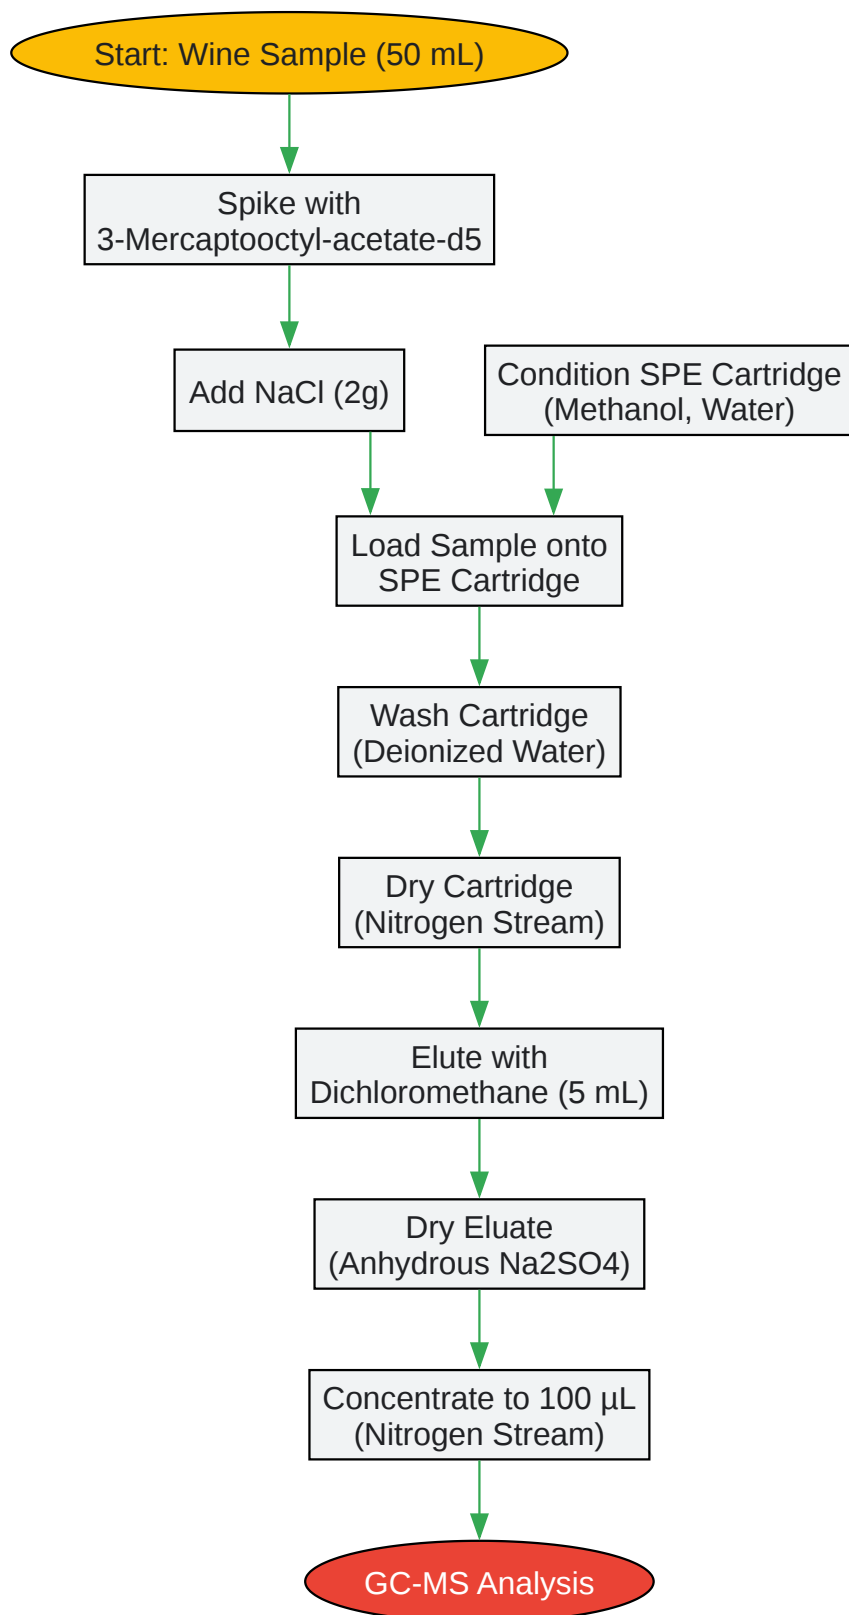 Start: Wine Sample (50 mL)
Spike with
3-Mercaptooctyl-acetate-d5
Add NaCl (2g)
Condition SPE Cartridge
(Methanol, Water)
Load Sample onto
SPE Cartridge
Wash Cartridge
(Deionized Water)
Dry Cartridge
(Nitrogen Stream)
Elute with
Dichloromethane (5 mL)
Dry Eluate
(Anhydrous Na2SO4)
Concentrate to 100 µL
(Nitrogen Stream)
GC-MS Analysis